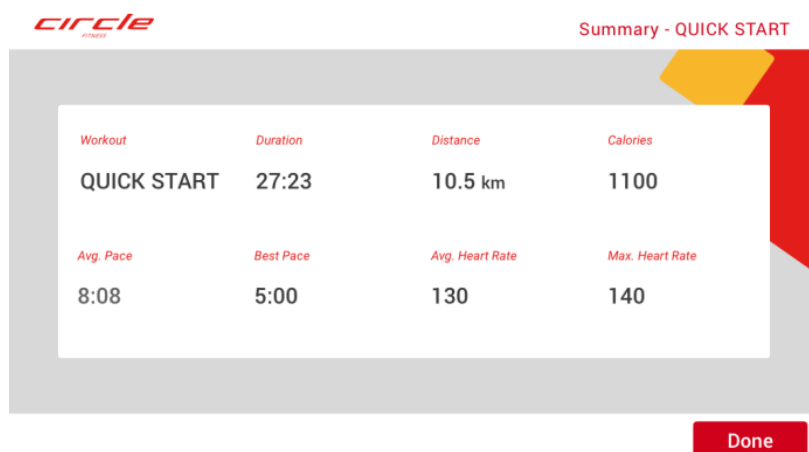 circle
FITNESS
Summary - QUICK START
Workout Duration Distance Calories
QUICK START 27:23 10.5 km 1100
Avg. Pace Best Pace Avg. Heart Rate Max. Heart Rate
8:08 5:00 130 140
Done